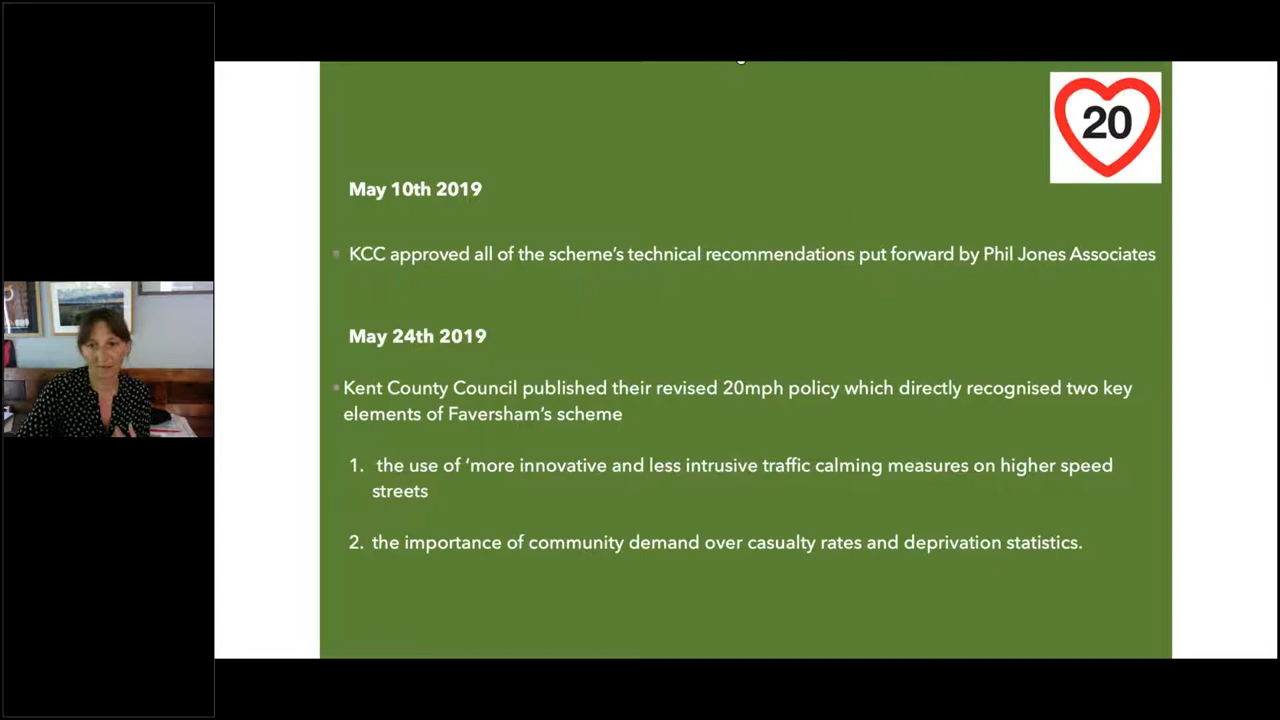 20
May 10th 2019
KCC approved all of the scheme's technical recommendations put forward by Phil Jones Associates
May 24th 2019
Kent County Council published their revised 20mph policy which directly recognised two key
elements of Faversham's scheme
1. the use of ‘more innovative and less intrusive traffic calming measures on higher speed
streets
2. the importance of community demand over casualty rates and deprivation statistics.